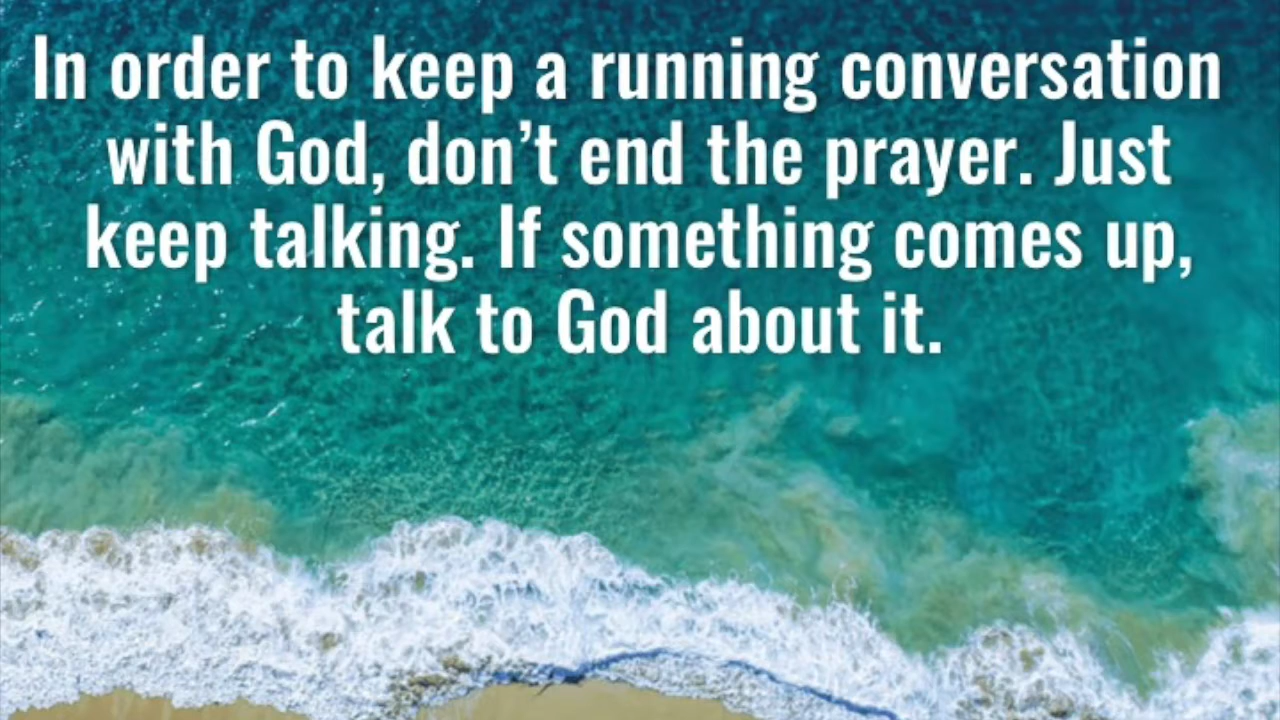 In order to keep a running conversation
with God, don’t end the prayer. Just
keep talking. If something comes up,
talk to God about it.